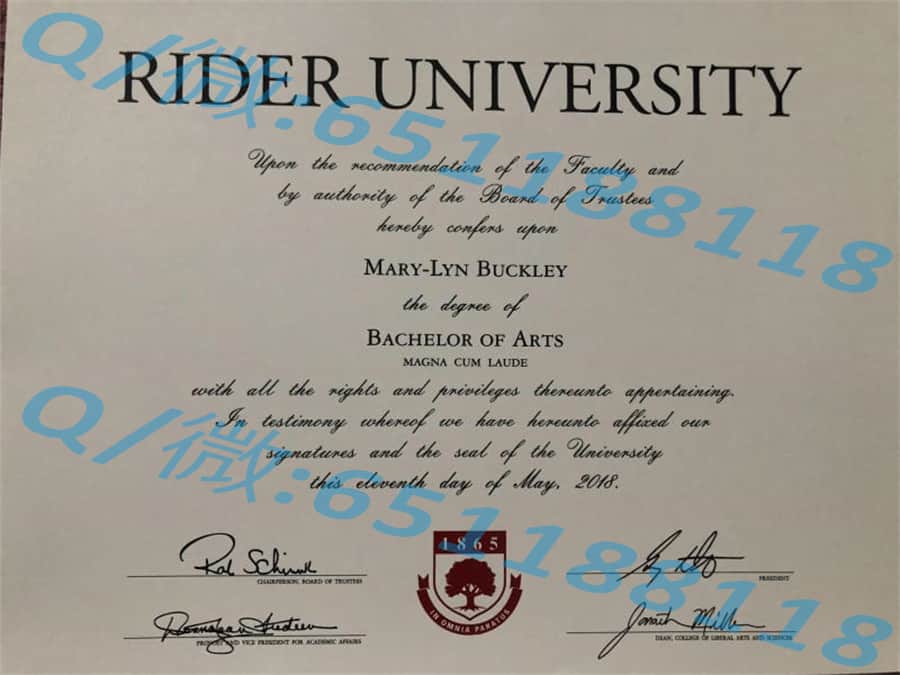 RIDER UNIVERSITY
Q/微:651188118
Upon the recommendation of the Faculty and
by authority of the Board of Trustees
hereby confers upon
MARY-LYN BUCKLEY
the degree of
BACHELOR OF ARTS
MAGNA CUM LAUDE
with all the rights and privileges thereunto appertaining.
In testimony whereof we have hereunto affixed our
signatures and the seal of the University
this eleventh day of May, 2018.
Q/微:651188118
1865
IN OMNIA PARATUS
CHAIRPERSON, BOARD OF TRUSTEES
PRESIDENT
PROVOST AND VICE PRESIDENT FOR ACADEMIC AFFAIRS
DEAN, COLLEGE OF LIBERAL ARTS AND SCIENCES